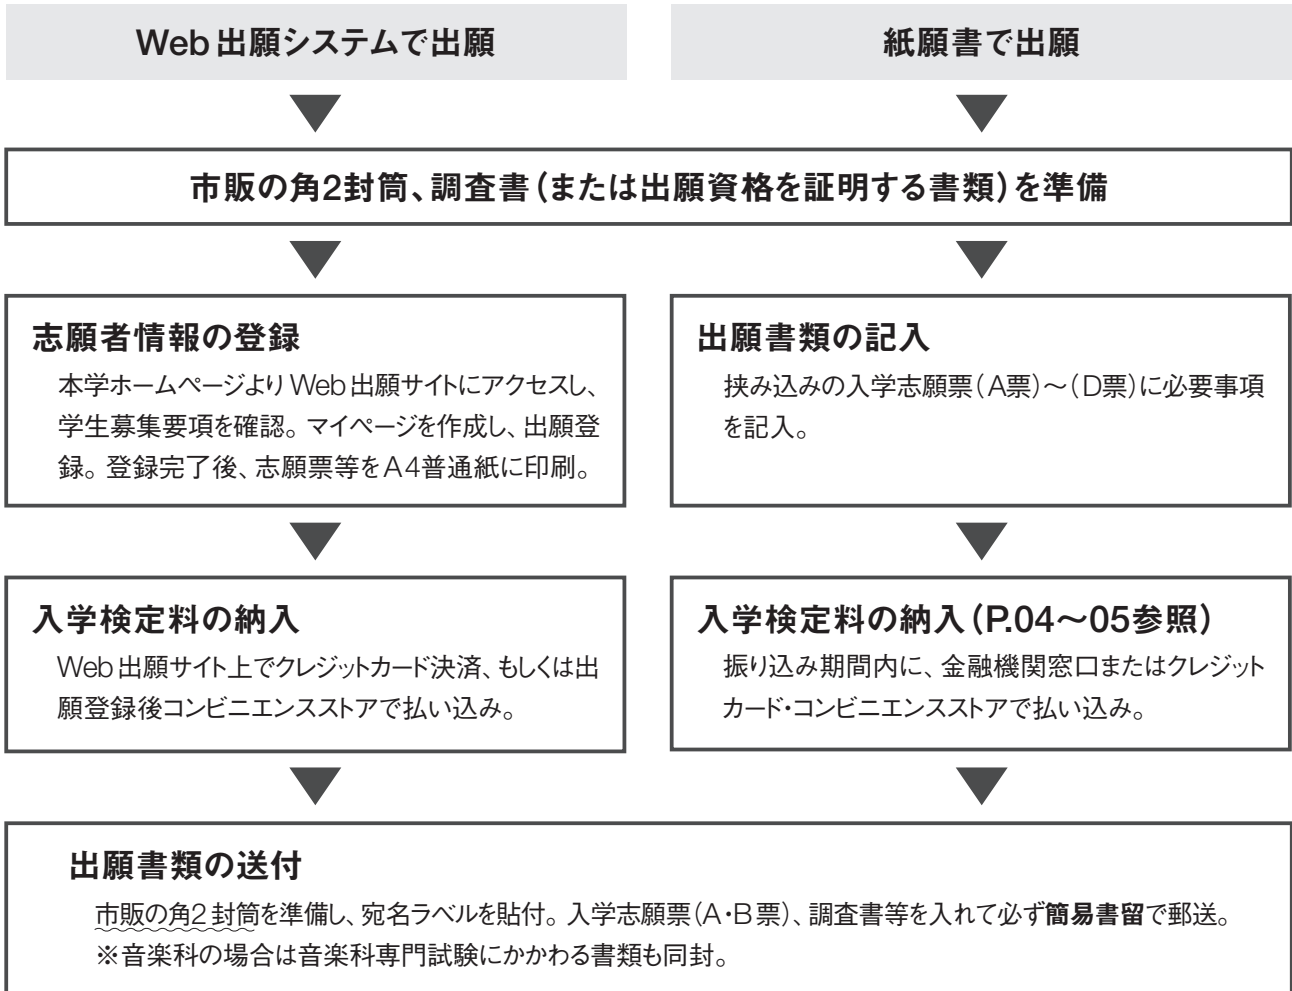 Web出願システムで出願
紙願書で出願
市販の角2封筒、調査書（または出願資格を証明する書類）を準備
志願者情報の登録
本学ホームページよりWeb出願サイトにアクセスし、
学生募集要項を確認。マイページを作成し、出願登
録。登録完了後、志願票等をA4普通紙に印刷。
出願書類の記入
挟み込みの入学志願票（A票）～（D票）に必要事項
を記入。
入学検定料の納入
Web出願サイト上でクレジットカード決済、もしくは出
願登録後コンビニエンスストアで払い込み。
入学検定料の納入（P.04～05参照）
振り込み期間内に、金融機関窓口またはクレジット
カード・コンビニエンスストアで払い込み。
出願書類の送付
市販の角2封筒を準備し、宛名ラベルを貼付。入学志願票（A・B票）、調査書等を入れて必ず簡易書留で郵送。
※音楽科の場合は音楽科専門試験にかかわる書類も同封。